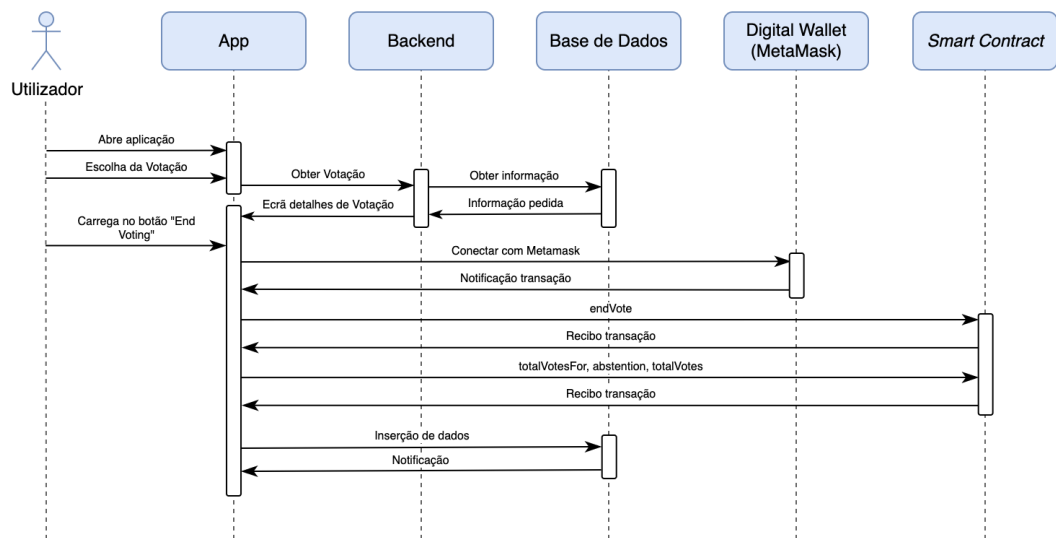 App
Backend
Base de Dados
Digital Wallet
(MetaMask)
Smart Contract
Utilizador
Abre aplicação
Escolha da Votação
Obter Votação
Obter informação
Informação pedida
Ecrã detalhes de Votação
Carrega no botão "End
Voting"
Conectar com Metamask
Notificação transação
endVote
Recibo transação
totalVotesFor, abstention, totalVotes
Recibo transação
Inserção de dados
Notificação